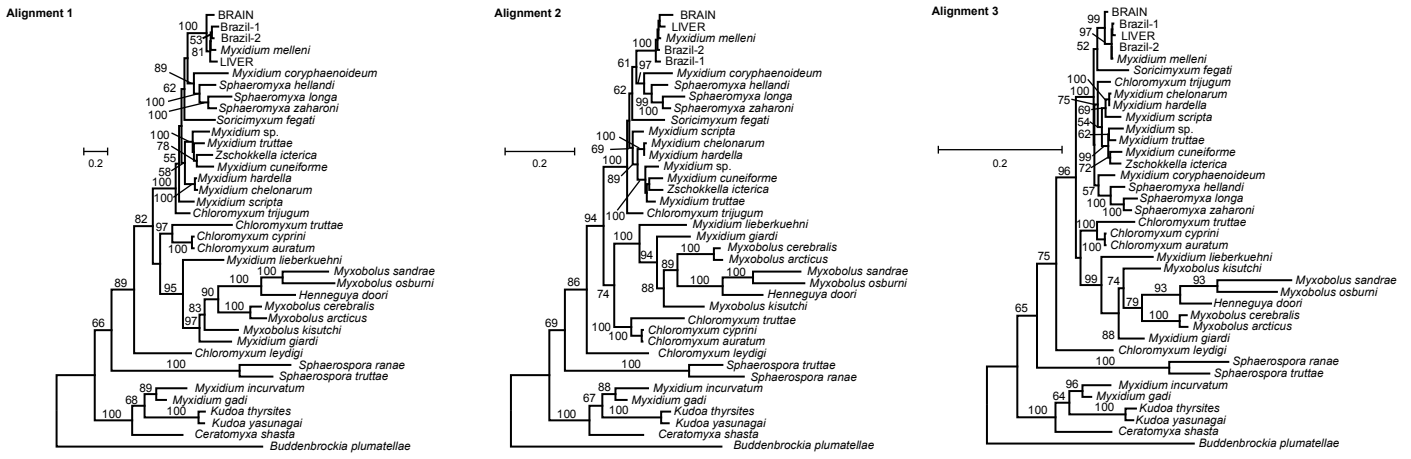 Alignment 1
BRAIN
Brazil-1
Brazil-2
Myxidium melleni
LIVER
Myxidium coryphaenoideum
Sphaeromyxa hellandi
Sphaeromyxa longa
Sphaeromyxa zaharoni
Soricimyxum fegati
Myxidium sp.
Myxidium truttae
Zschokkella icterica
Myxidium cuneiforme
Myxidium hardella
Myxidium chelonarum
Myxidium scripta
Chloromyxum trijugum
Chloromyxum truttae
Chloromyxum cyprini
Chloromyxum auratum
Myxidium lieberkuehni
Myxobolus sandrae
Myxobolus osburni
Henneguya doori
Myxobolus cerebralis
Myxobolus arcticus
Myxobolus kisutchi
Myxidium giardi
Chloromyxum leydigi
Sphaerospora ranae
Sphaerospora truttae
Myxidium incurvatum
Myxidium gadi
Kudoa thyrsites
Kudoa yasunagai
Ceratomyxa shasta
Buddenbrockia plumatellae
100
53
81
89
62
100
100
100
78
55
58
100
100
82
97
100
89
95
100
100
90
83
100
97
66
100
89
68
100
100
0.2
Alignment 2
BRAIN
LIVER
Myxidium melleni
Brazil-2
Brazil-1
Myxidium coryphaenoideum
Sphaeromyxa hellandi
Sphaeromyxa longa
Sphaeromyxa zaharoni
Soricimyxum fegati
Myxidium scripta
Myxidium chelonarum
Myxidium hardella
Myxidium sp.
Myxidium cuneiforme
Zschokkella icterica
Myxidium truttae
Chloromyxum trijugum
Myxidium lieberkuehni
Myxidium giardi
Myxobolus cerebralis
Myxobolus arcticus
Myxobolus sandrae
Myxobolus osburni
Henneguya doori
Myxobolus kisutchi
Chloromyxum truttae
Chloromyxum cyprini
Chloromyxum auratum
Chloromyxum leydigi
Sphaerospora truttae
Sphaerospora ranae
Myxidium incurvatum
Myxidium gadi
Kudoa thyrsites
Kudoa yasunagai
Ceratomyxa shasta
Buddenbrockia plumatellae
100
61
97
62
99
100
100
69
100
89
100
94
100
94
89
100
100
88
100
86
74
100
100
69
100
88
67
100
100
0.2
Alignment 3
BRAIN
Brazil-1
LIVER
Brazil-2
Myxidium melleni
Soricimyxum fegati
Chloromyxum trijugum
Myxidium chelonarum
Myxidium hardella
Myxidium scripta
Myxidium sp.
Myxidium truttae
Myxidium cuneiforme
Zschokkella icterica
Myxidium coryphaenoideum
Sphaeromyxa hellandi
Sphaeromyxa longa
Sphaeromyxa zaharoni
Chloromyxum truttae
Chloromyxum cyprini
Chloromyxum auratum
Myxidium lieberkuehni
Myxobolus kisutchi
Myxobolus sandrae
Myxobolus osburni
Henneguya doori
Myxobolus cerebralis
Myxobolus arcticus
Myxidium giardi
Chloromyxum leydigi
Sphaerospora ranae
Sphaerospora truttae
Myxidium incurvatum
Myxidium gadi
Kudoa thyrsites
Kudoa yasunagai
Ceratomyxa shasta
Buddenbrockia plumatellae
99
97
52
100
100
75
69
54
62
99
72
96
57
100
100
100
100
75
99
74
93
93
79
100
88
65
100
96
64
100
100
0.2